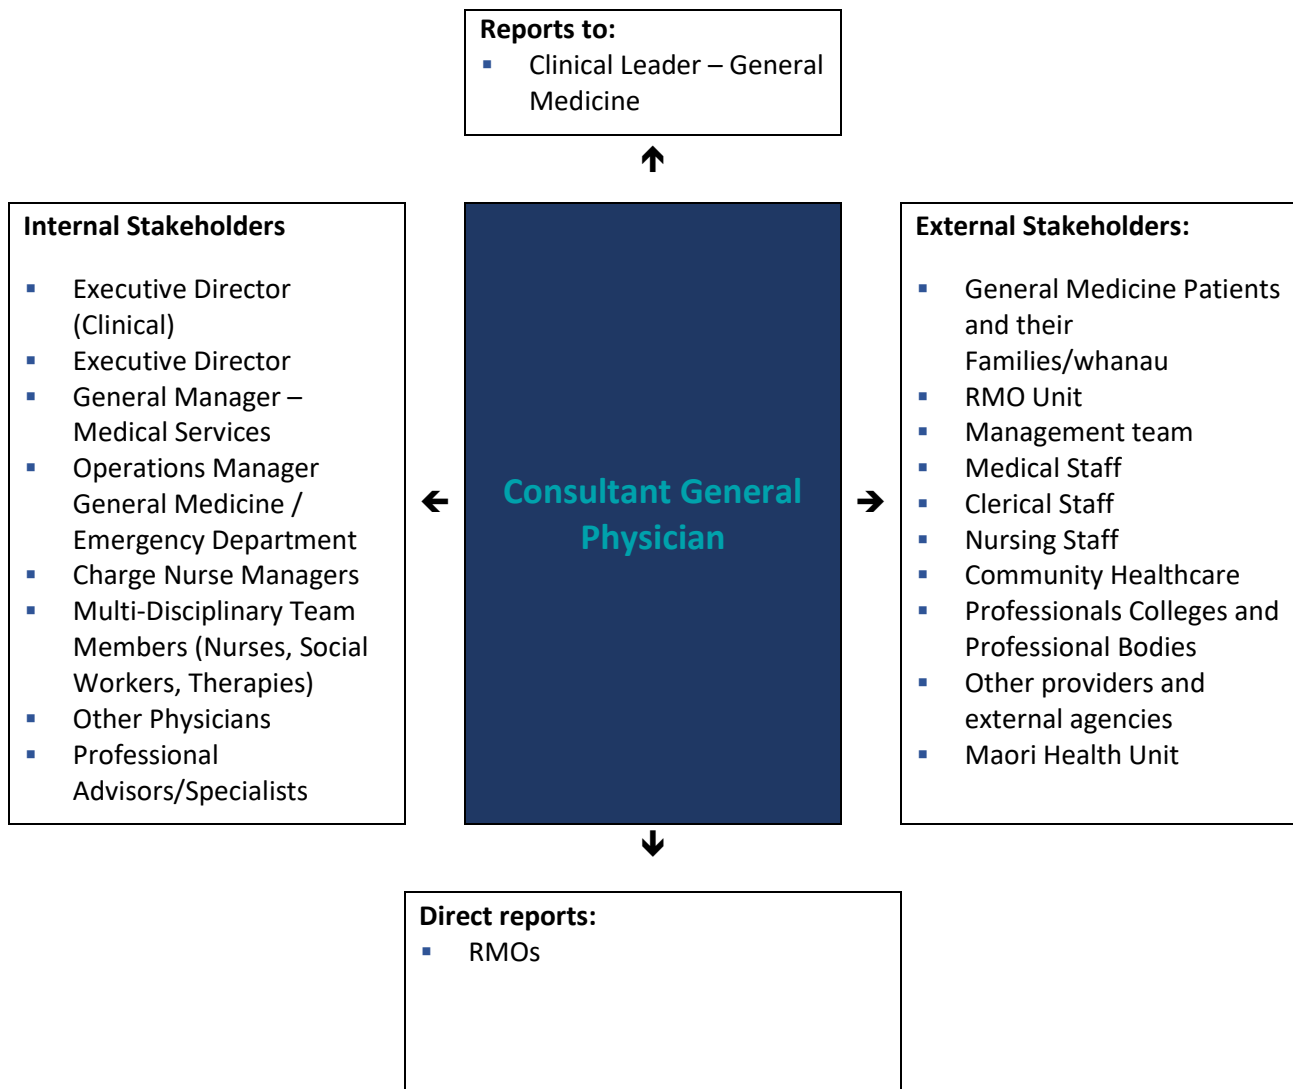 Reports to:
▪ Clinical Leader – General
Medicine
↑
Internal Stakeholders
▪ Executive Director
(Clinical)
▪ Executive Director
▪ General Manager –
Medical Services
▪ Operations Manager
General Medicine /
Emergency Department
▪ Charge Nurse Managers
▪ Multi-Disciplinary Team
Members (Nurses, Social
Workers, Therapies)
▪ Other Physicians
▪ Professional
Advisors/Specialists
←
Consultant General
Physician
→
External Stakeholders:
▪ General Medicine Patients
and their
Families/whanau
▪ RMO Unit
▪ Management team
▪ Medical Staff
▪ Clerical Staff
▪ Nursing Staff
▪ Community Healthcare
▪ Professionals Colleges and
Professional Bodies
▪ Other providers and
external agencies
▪ Maori Health Unit
↓
Direct reports:
▪ RMOs